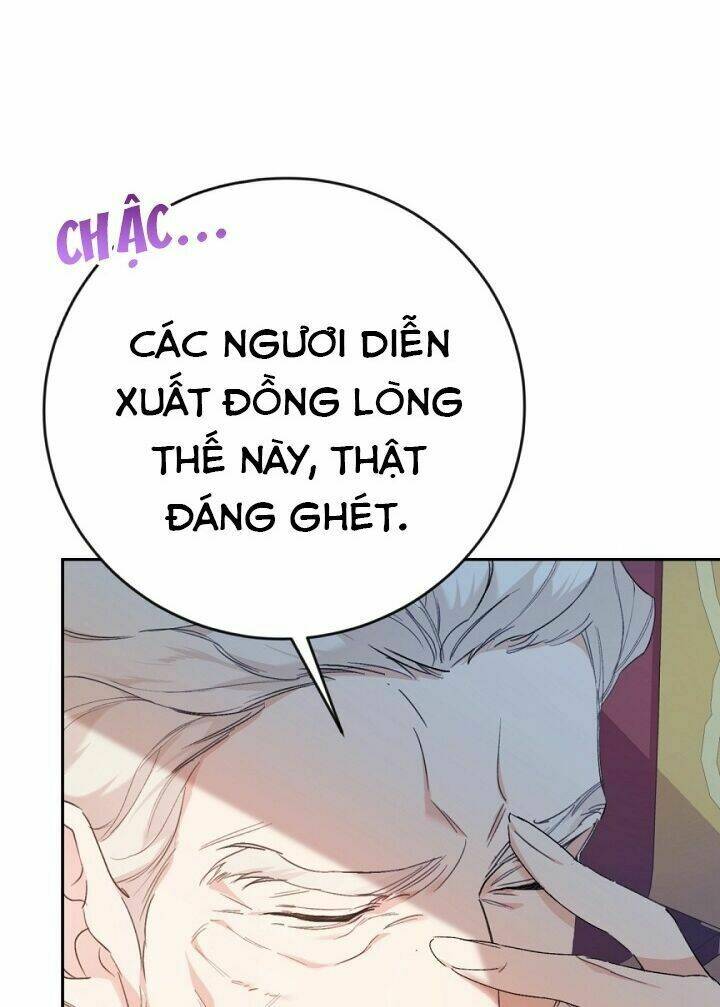 CHẬC...
CÁC NGƯƠI DIỄN
XUẤT ĐỒNG LÒNG
THẾ NÀY, THẬT
ĐÁNG GHÉT.